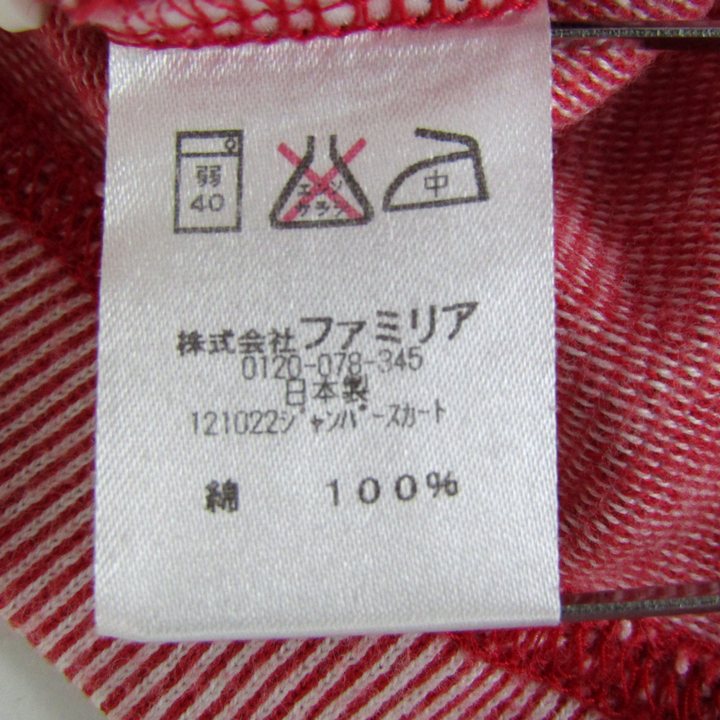 弱
40
エンソ
サラシ
中
株式会社ファミリア
0120-078-345
日本製
121022ジャンパースカート
綿 100%